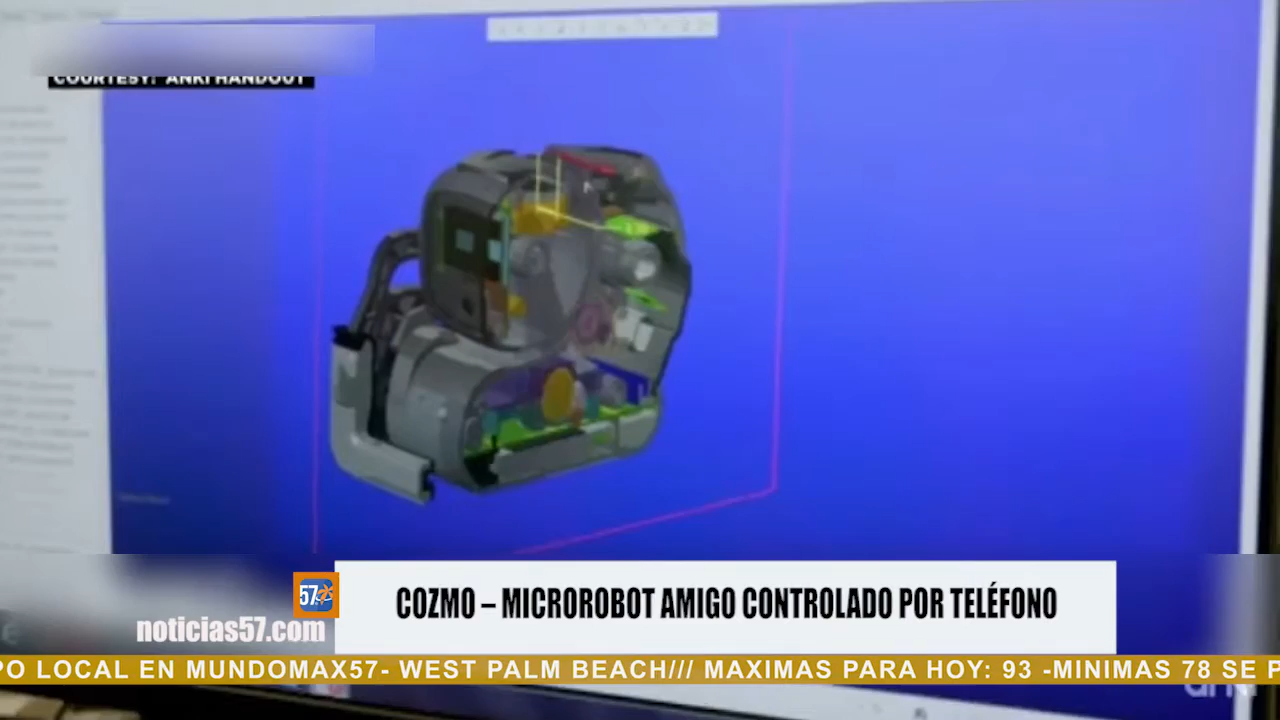 COURTESY: ANKI HANDOUT
57
COZMO – MICROROBOT AMIGO CONTROLADO POR TELÉFONO
noticias57.com
PO LOCAL EN MUNDOMAX57- WEST PALM BEACH/// MAXIMAS PARA HOY: 93 -MINIMAS 78 SE P